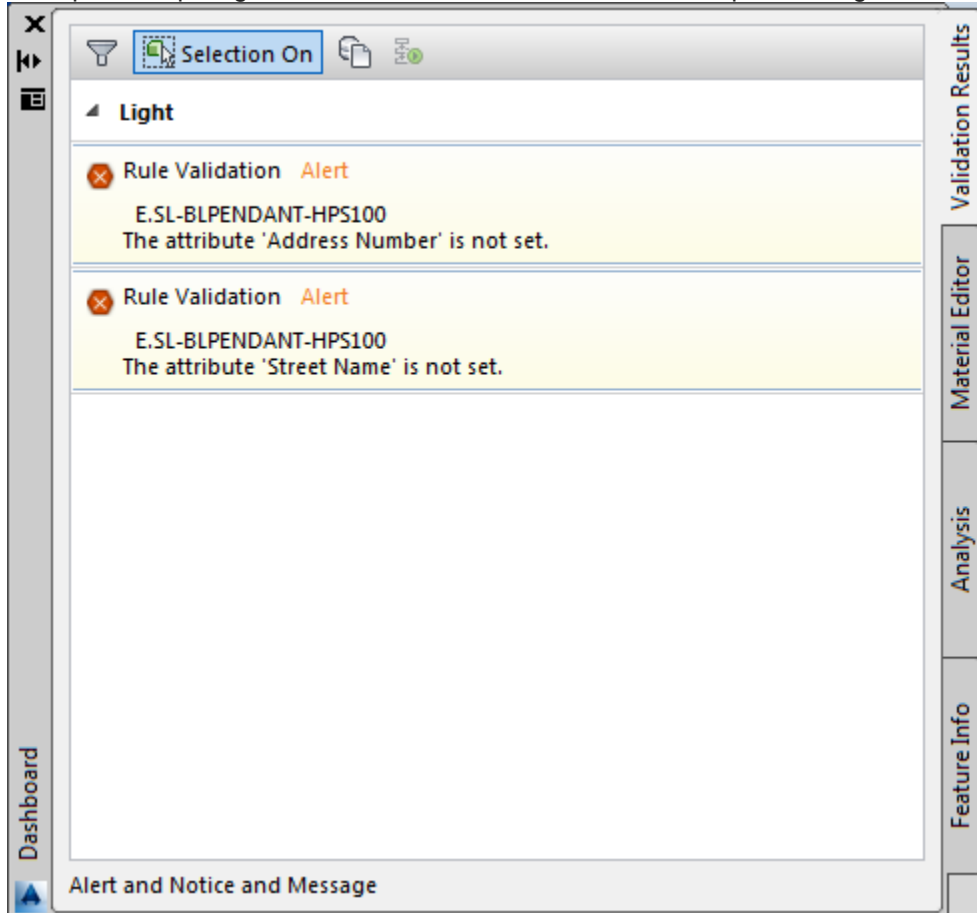 Selection On
Light
Rule Validation Alert
E.SL-BLPENDANT-HPS100
The attribute 'Address Number' is not set.
Rule Validation Alert
E.SL-BLPENDANT-HPS100
The attribute 'Street Name' is not set.
Alert and Notice and Message
Validation Results
Material Editor
Analysis
Feature Info
Dashboard